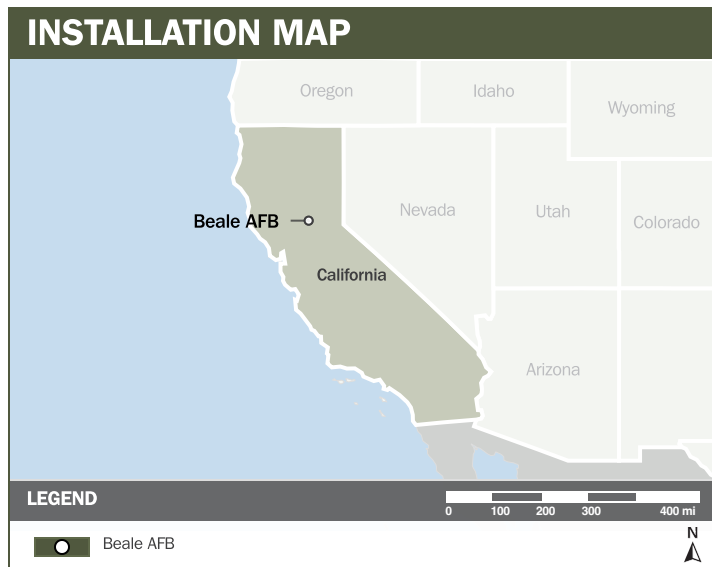 INSTALLATION MAP
Oregon
Idaho
Wyoming
Nevada
Utah
Colorado
Beale AFB
California
Arizona
LEGEND
0 100 200 300 400 mi
Beale AFB
N